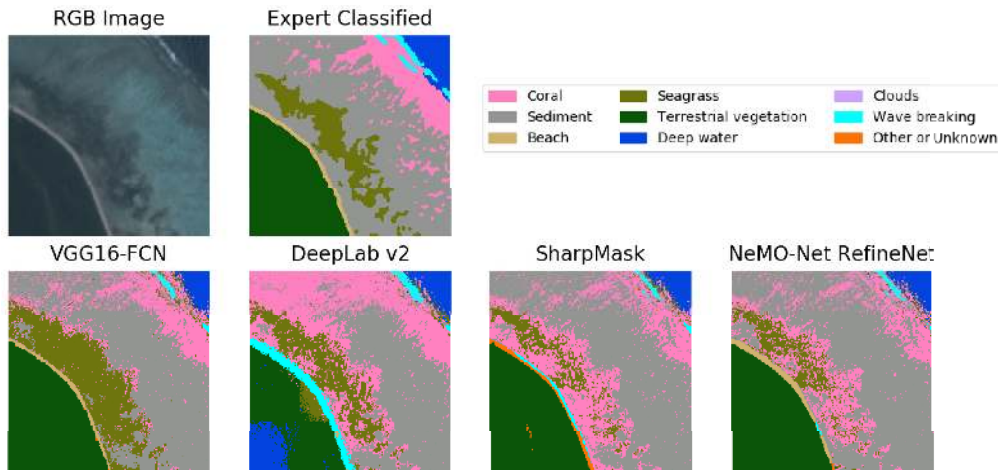 RGB Image
Expert Classified
Coral
Seagrass
Clouds
Sediment
Terrestrial vegetation
Wave breaking
Beach
Deep water
Other or Unknown
VGG16-FCN
DeepLab v2
SharpMask
NeMO-Net RefineNet